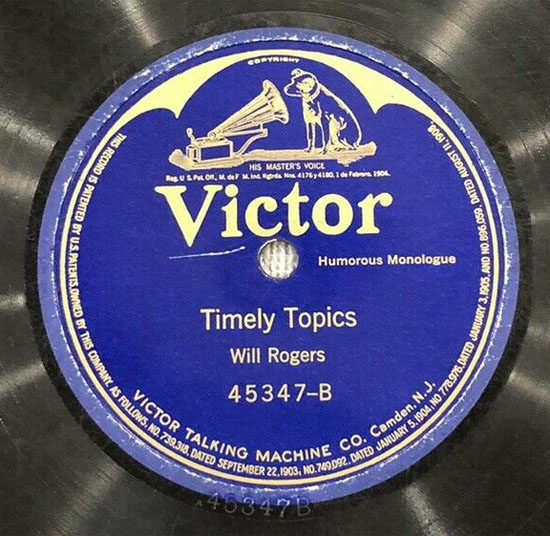 COPYRIGHT
HIS MASTER'S VOICE
Reg. U.S. Pat. Off., M. de F. M. Ind. Rgtrda. Nos. 4176 y 4180. 1 de Febrero. 1904.
Victor
Humorous Monologue
Timely Topics
Will Rogers
45347-B
VICTOR TALKING MACHINE CO. Camden, N.J.
THIS RECORD IS PATENTED BY U.S. PATENTS, OWNED BY THIS COMPANY, AS FOLLOWS, NO. 739,318, DATED SEPTEMBER 22, 1903; NO. 749,092, DATED JANUARY 5, 1904; NO. 778,976, DATED JANUARY 3, 1905, AND NO. 896,059, DATED AUGUST 11, 1908.
45347B